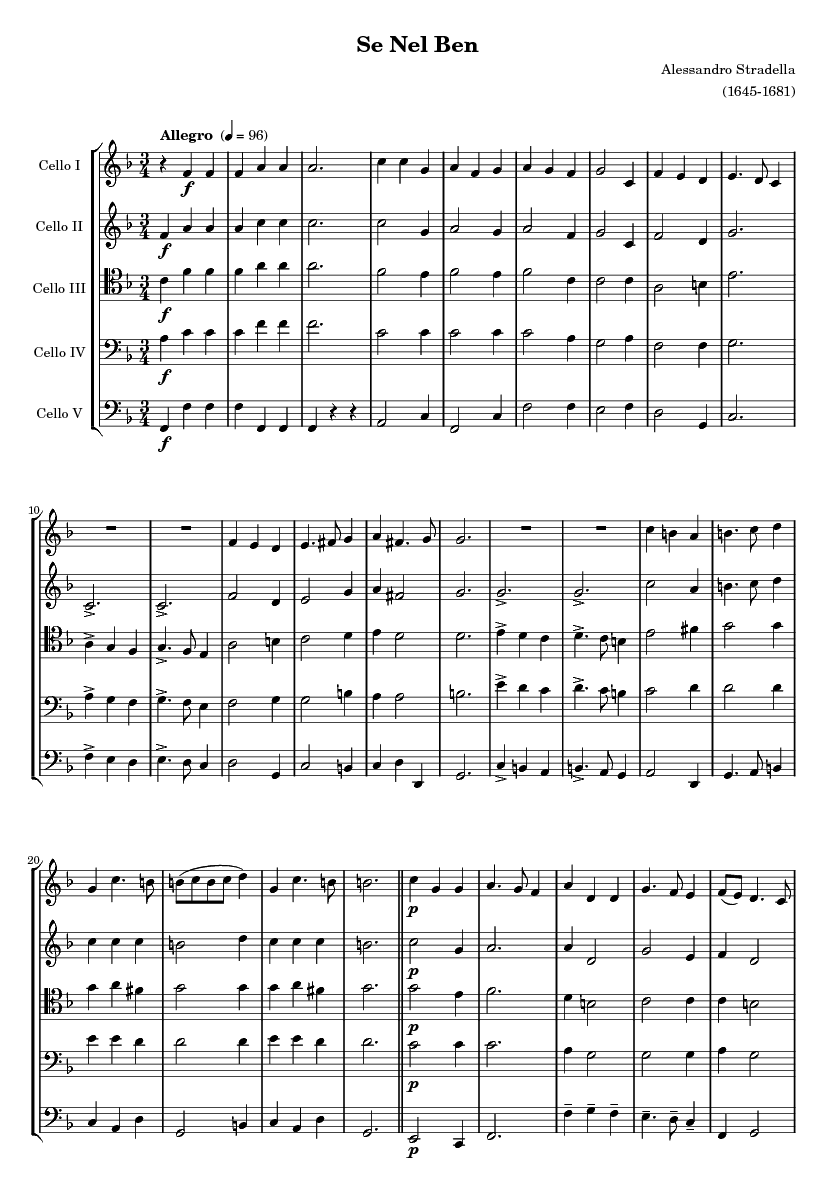 Se Nel Ben
Alessandro Stradella
(1645-1681)
Allegro (♩ = 96)
Cello I
f
Cello II
f
Cello III
f
Cello IV
f
Cello V
f
10
20
p
p
p
p
p